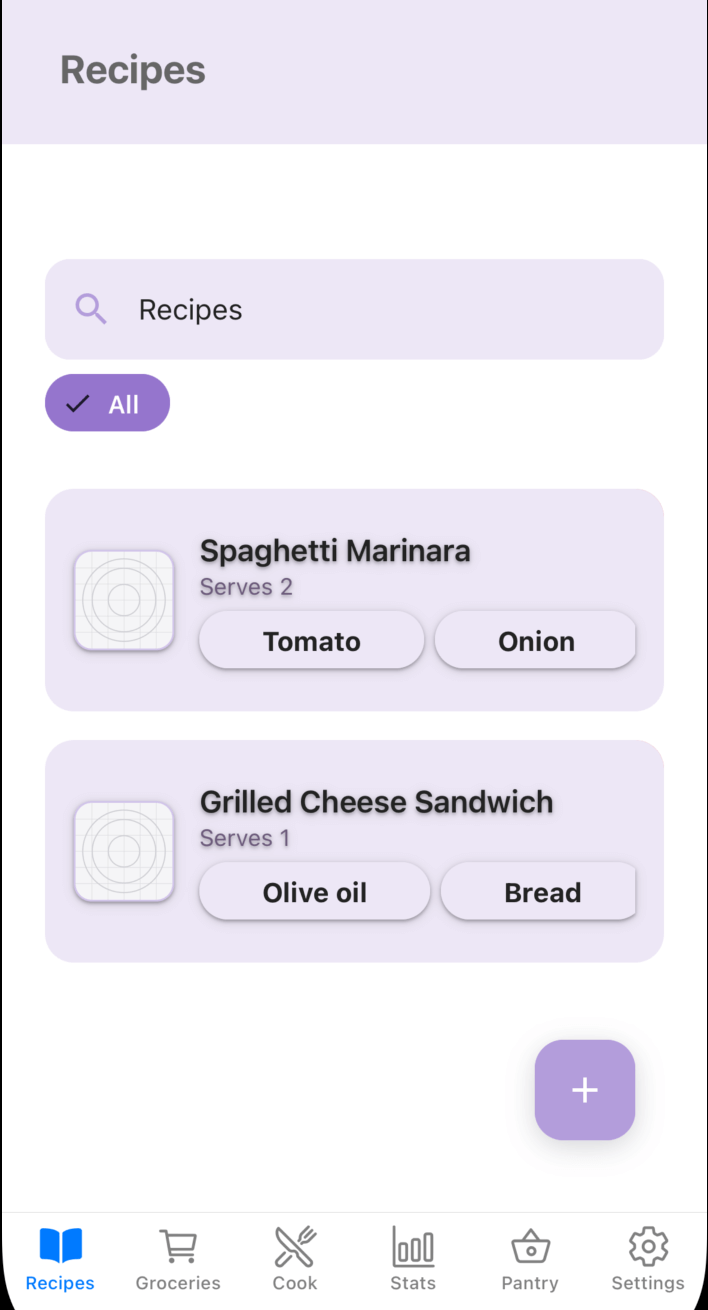 Recipes
Recipes
All
Spaghetti Marinara
Serves 2
Tomato Onion
Grilled Cheese Sandwich
Serves 1
Olive oil Bread
+
Recipes Groceries Cook Stats Pantry Settings